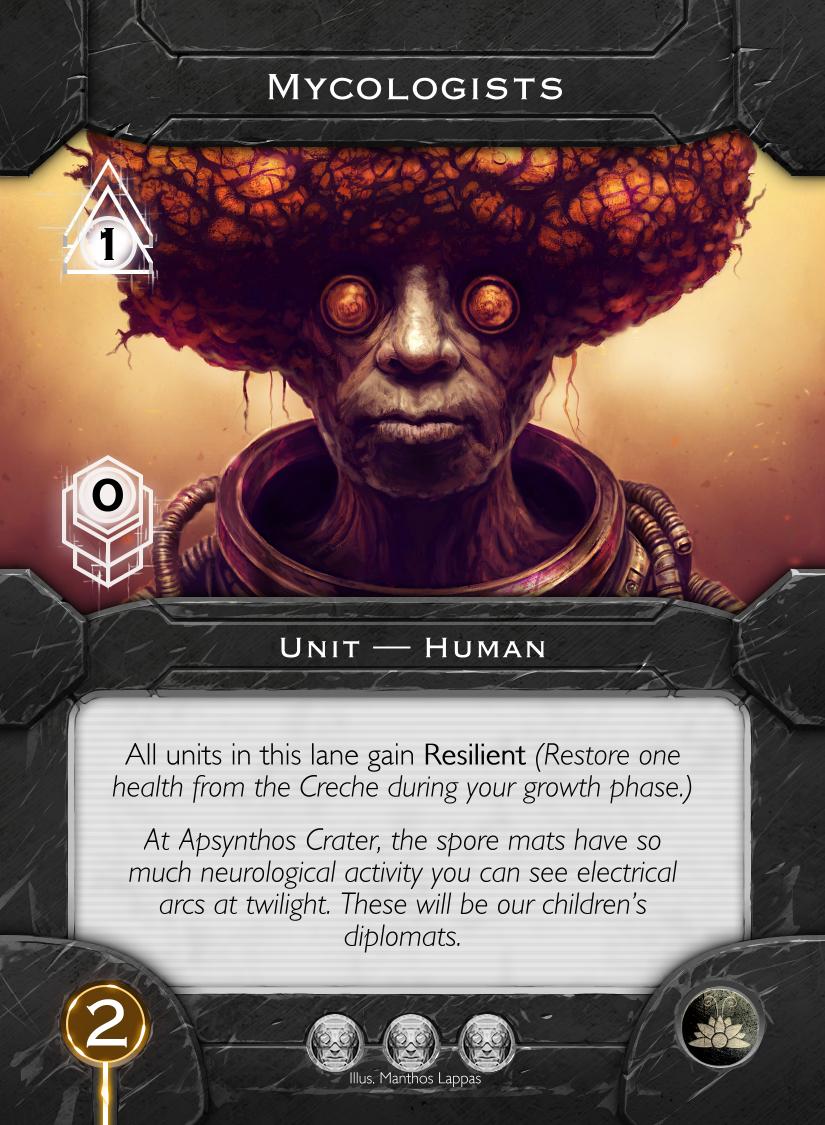 Mycologists
1
0
Unit — Human
All units in this lane gain Resilient (Restore one
health from the Creche during your growth phase.)
At Apsynthos Crater, the spore mats have so
much neurological activity you can see electrical
arcs at twilight. These will be our children's
diplomats.
2
Illus. Manthos Lappas